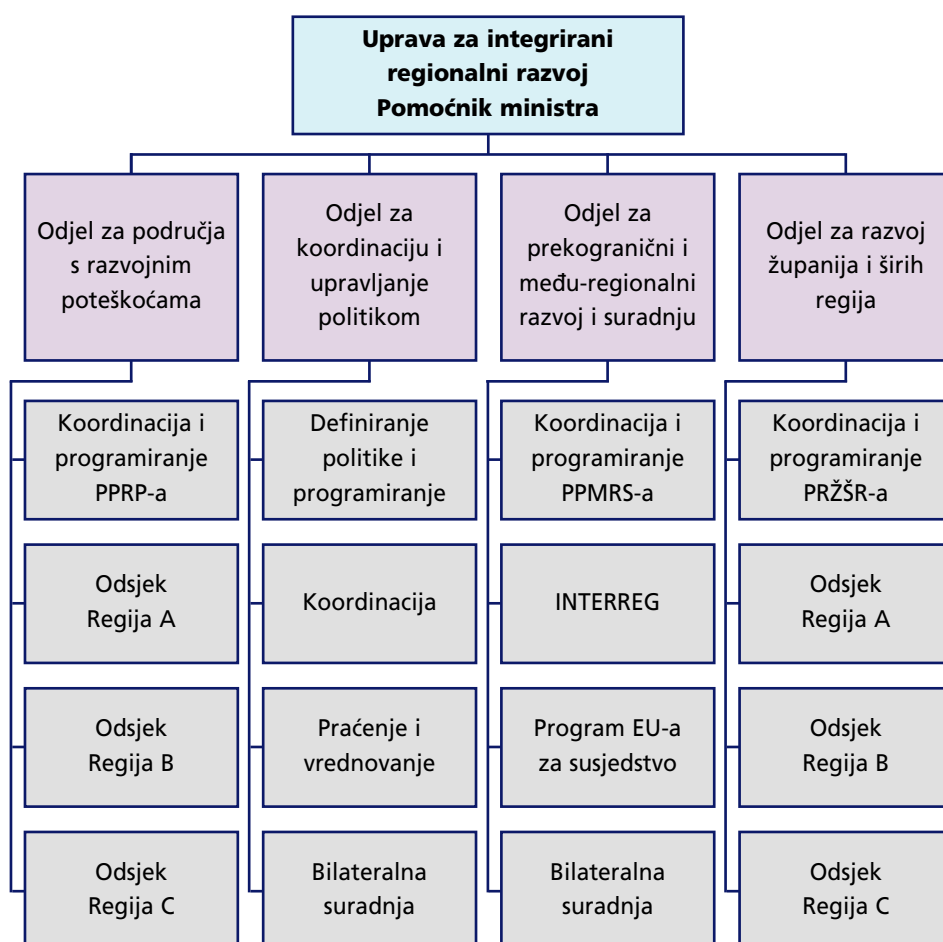 Uprava za integrirani
regionalni razvoj
Pomoćnik ministra
Odjel za područja
s razvojnim
poteškoćama
Odjel za
koordinaciju i
upravljanje
politikom
Odjel za
prekogranični i
među-regionalni
razvoj i suradnju
Odjel za razvoj
županija i širih
regija
Koordinacija i
programiranje
PPRP-a
Definiranje
politike i
programiranje
Koordinacija i
programiranje
PPMRS-a
Koordinacija i
programiranje
PRŽŠR-a
Odsjek
Regija A
Koordinacija
INTERREG
Odsjek
Regija A
Odsjek
Regija B
Praćenje i
vrednovanje
Program EU-a
za susjedstvo
Odsjek
Regija B
Odsjek
Regija C
Bilateralna
suradnja
Bilateralna
suradnja
Odsjek
Regija C